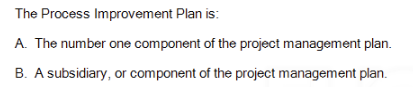 The Process Improvement Plan is:
A. The number one component of the project management plan.
B. A subsidiary, or component of the project management plan.